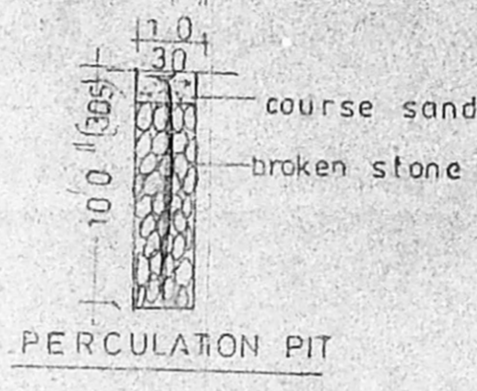 1 0
30
10'0" (305)
course sand
broken stone
PERCULATION PIT